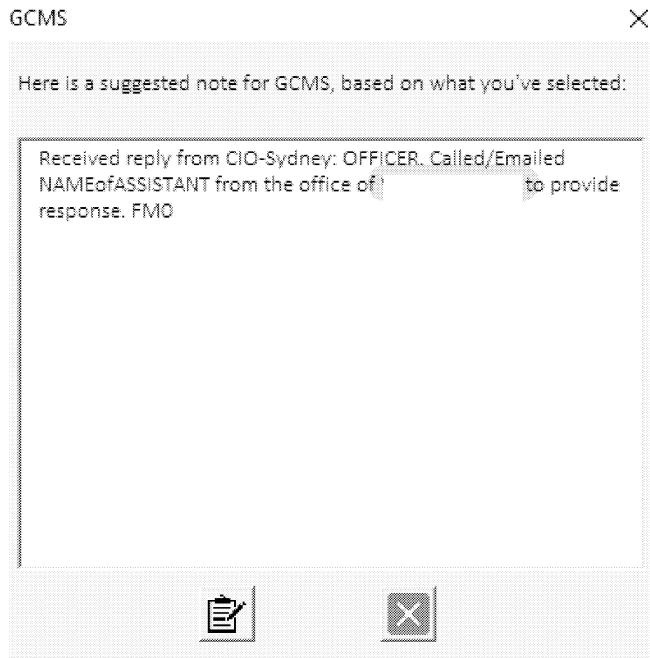 GCMS
Here is a suggested note for GCMS, based on what you've selected:
Received reply from CIO-Sydney: OFFICER. Called/Emailed
NAMEofASSISTANT from the office of to provide
response. FM0